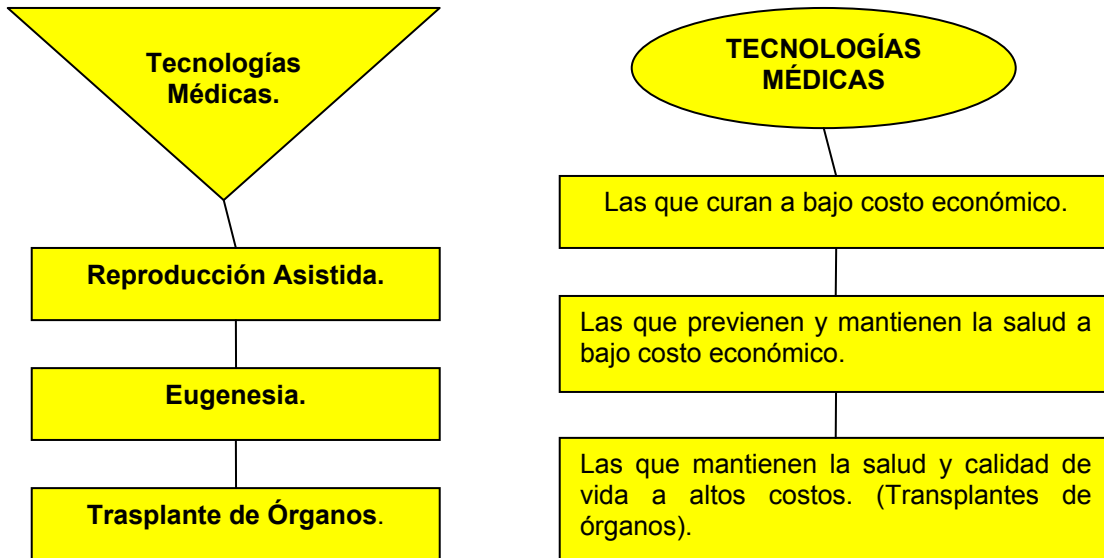 Tecnologías
Médicas.
Reproducción Asistida.
Eugenesia.
Trasplante de Órganos.
TECNOLOGÍAS
MÉDICAS
Las que curan a bajo costo económico.
Las que previenen y mantienen la salud a
bajo costo económico.
Las que mantienen la salud y calidad de
vida a altos costos. (Transplantes de
órganos).